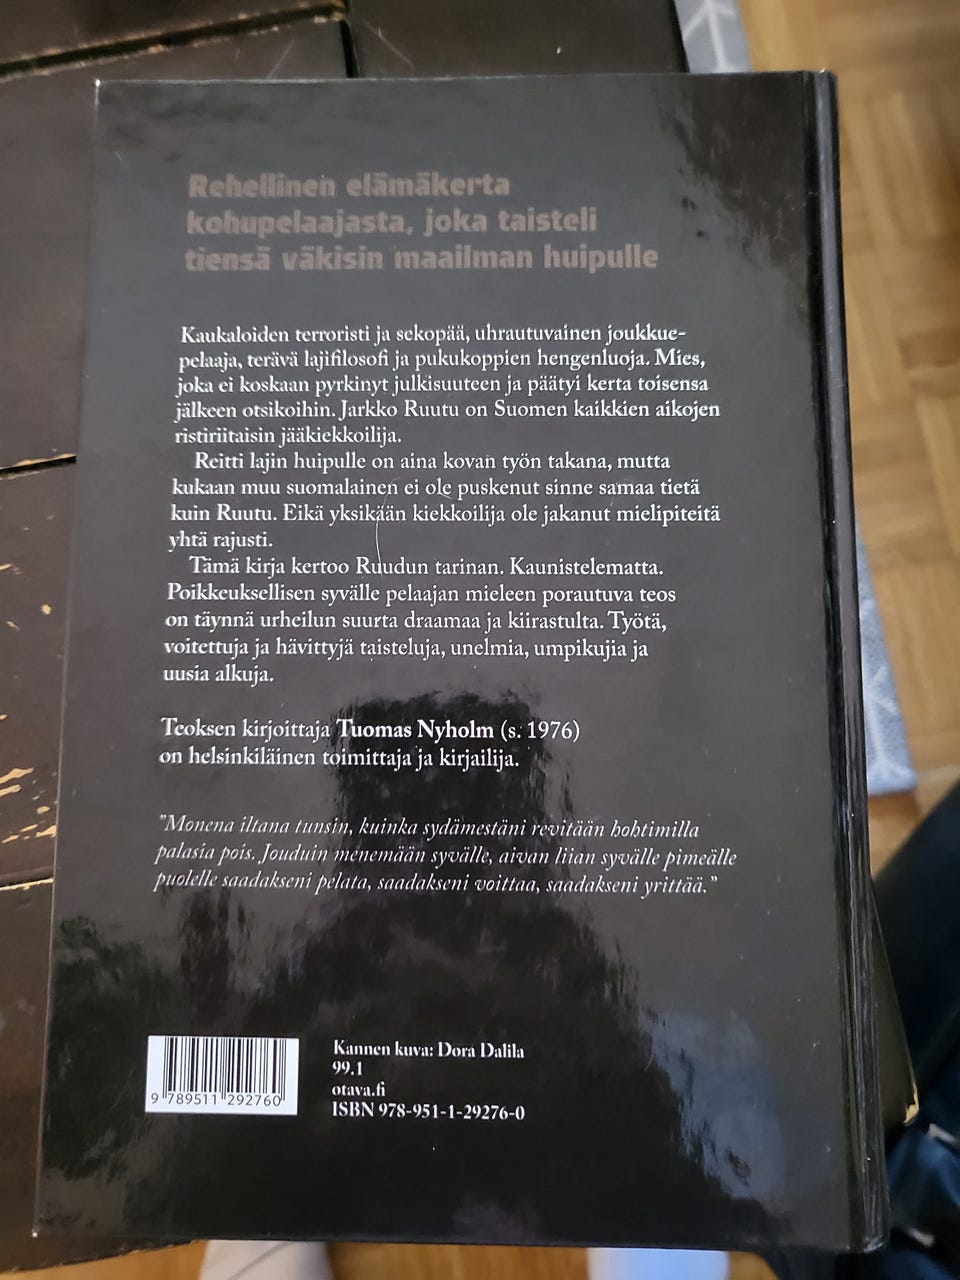 Rehellinen elämäkerta
kohupelaajasta, joka taisteli
tiensä väkisin maailman huipulle
Kaukaloiden terroristi ja sekopää, uhrautuvainen joukkue-
pelaaja, terävä lajifilosofi ja pukukoppien hengenluoja. Mies,
joka ei koskaan pyrkinyt julkisuuteen ja päätyi kerta toisensa
jälkeen otsikoihin. Jarkko Ruutu on Suomen kaikkien aikojen
ristiriitaisin jääkiekkoilija.
Reitti lajin huipulle on aina kovan työn takana, mutta
kukaan muu suomalainen ei ole puskenut sinne samaa tietä
kuin Ruutu. Eikä yksikään kiekkoilija ole jakanut mielipiteitä
yhtä rajusti.
Tämä kirja kertoo Ruudun tarinan. Kaunistelematta.
Poikkeuksellisen syvälle pelaajan mieleen porautuva teos
on täynnä urheilun suurta draamaa ja kiirastulta. Työtä,
voitettuja ja hävittyjä taisteluja, unelmia, umpikujia ja
uusia alkuja.
Teoksen kirjoittaja Tuomas Nyholm (s. 1976)
on helsinkiläinen toimittaja ja kirjailija.
"Monena iltana tunsin, kuinka sydämestäni revitään hohtimilla
palasia pois. Jouduin menemään syvälle, aivan liian syvälle pimeälle
puolelle saadakseni pelata, saadakseni voittaa, saadakseni yrittää."
Kannen kuva: Dora Dalila
99.1
otava.fi
ISBN 978-951-1-29276-0
9 789511 292760